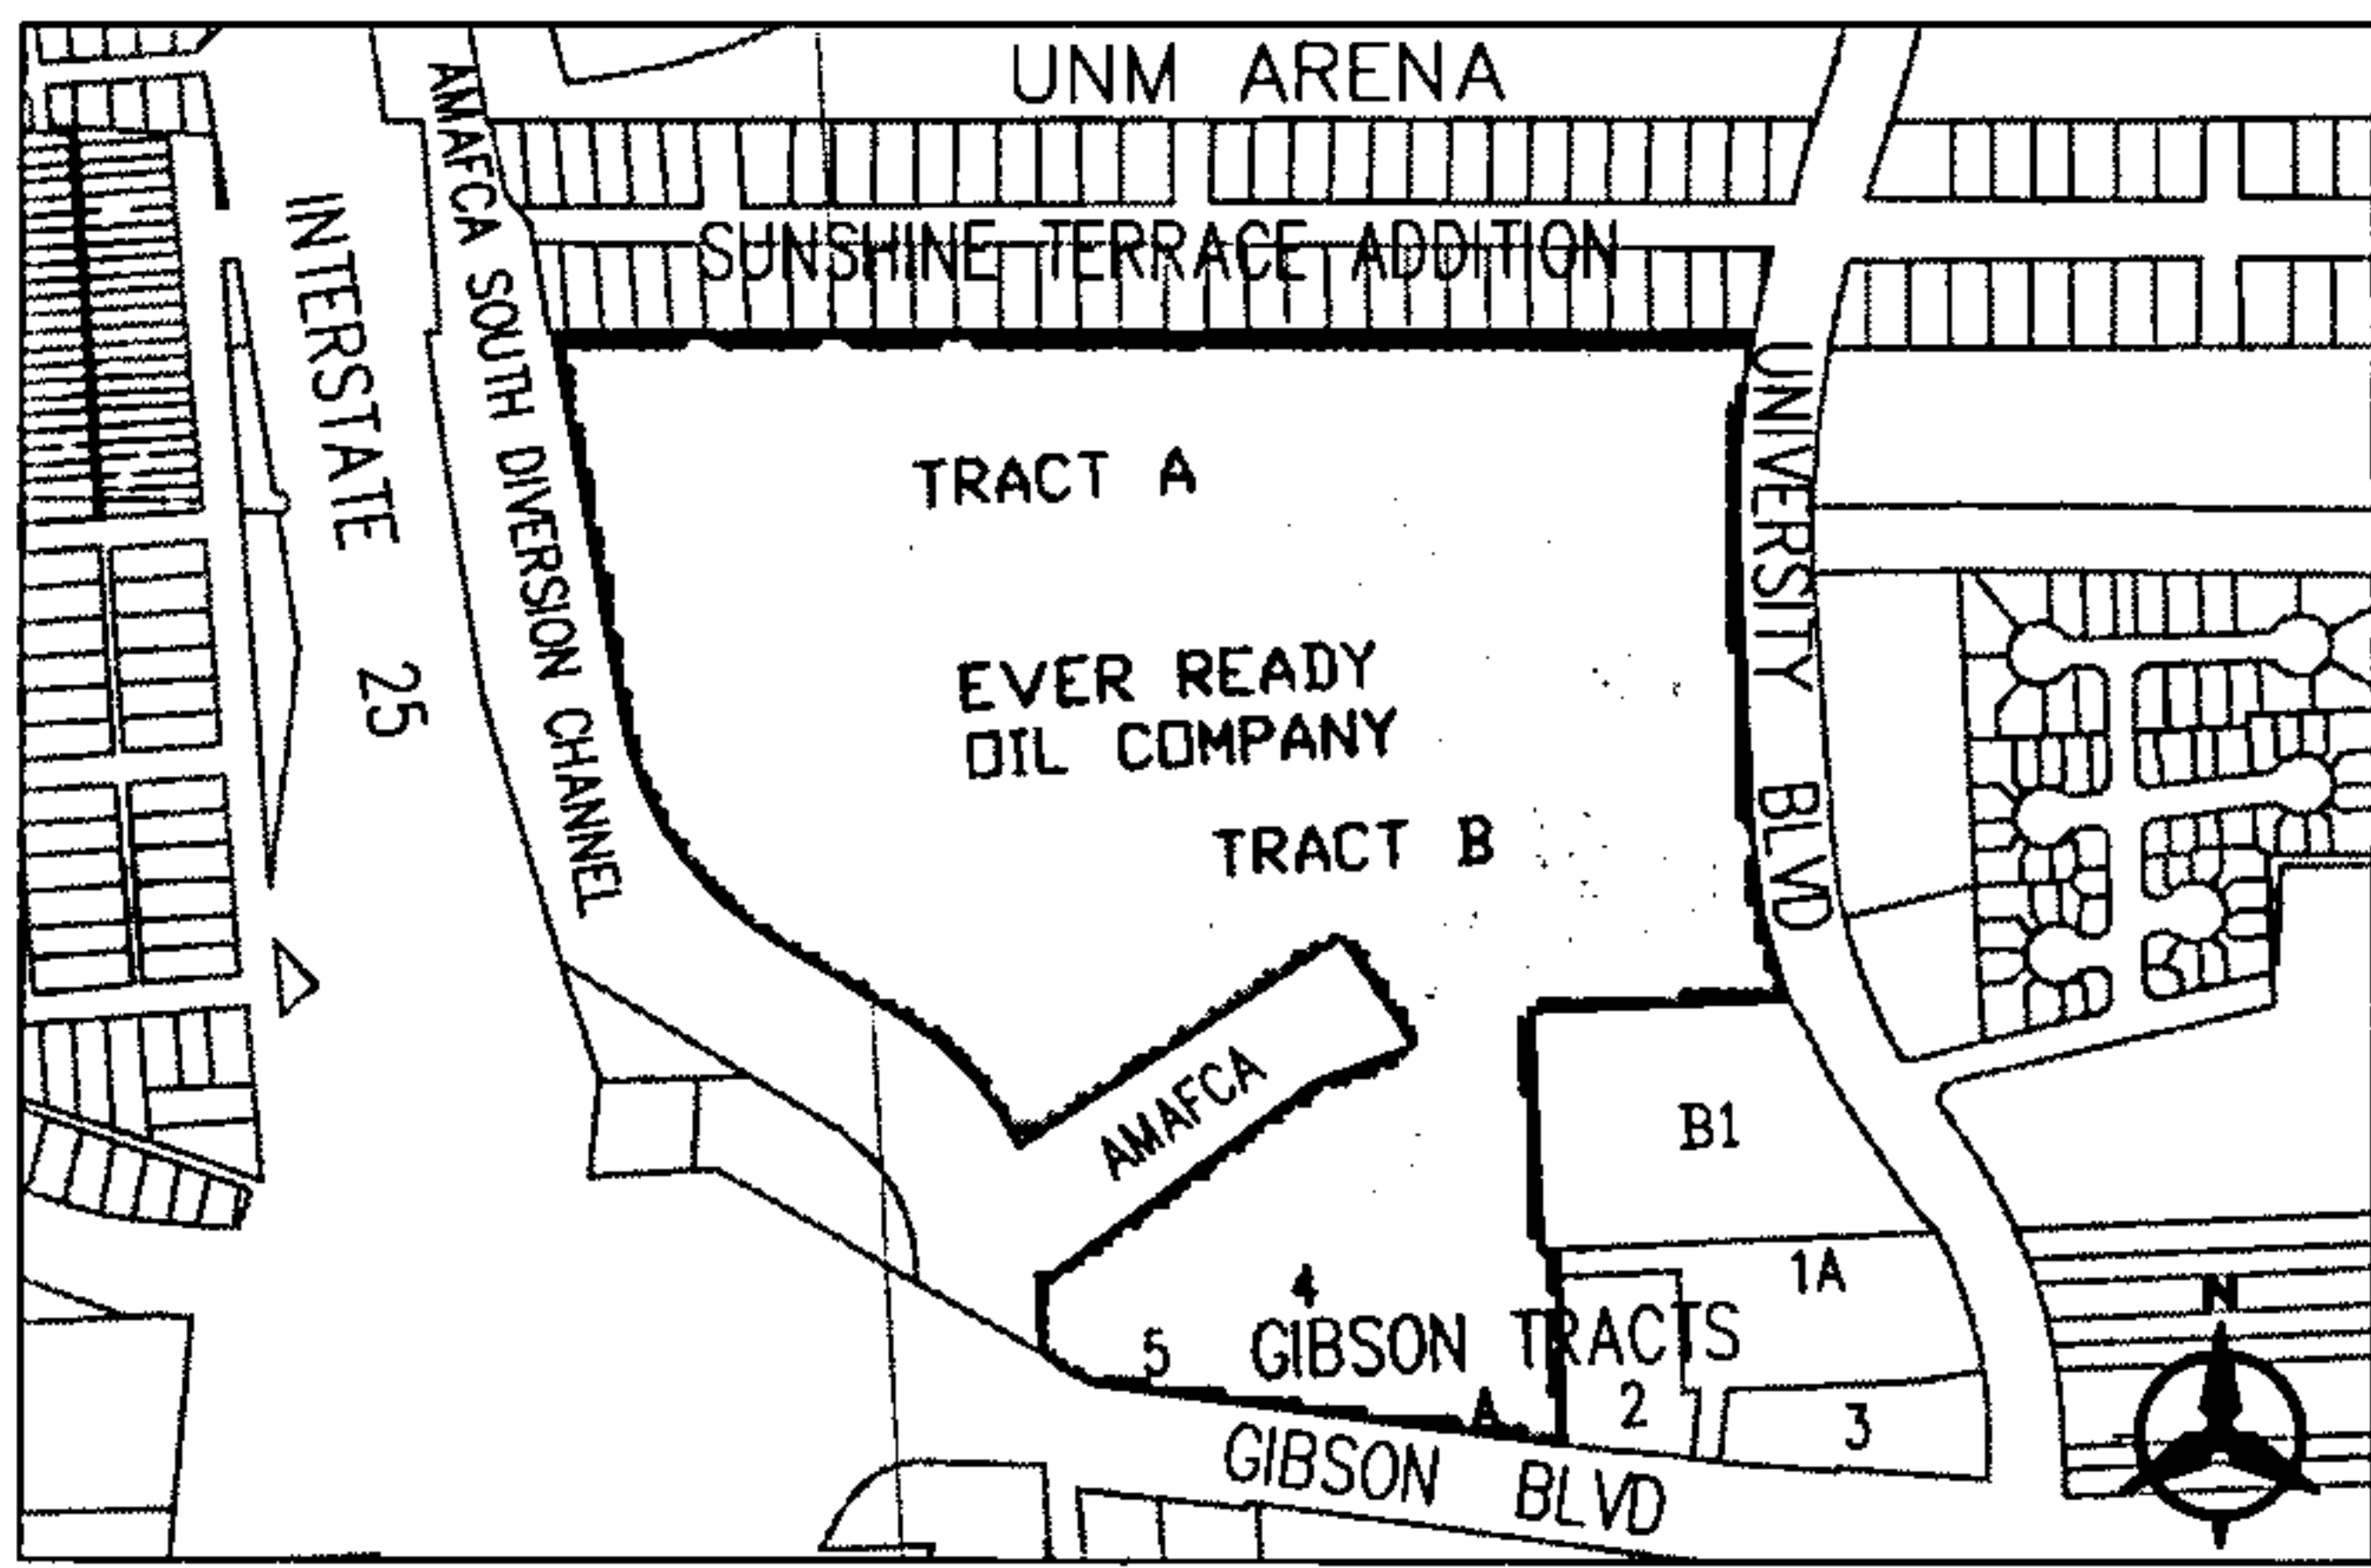 UNM ARENA
AMAFCA SOUTH DIVERSION CHANNEL
SUNSHINE TERRACE ADDITION
INTERSTATE 25
UNIVERSITY BLVD
TRACT A
EVER READY
OIL COMPANY
TRACT B
AMAFCA
B1
1A
4
5
GIBSON TRACTS
A
2
3
N
GIBSON BLVD